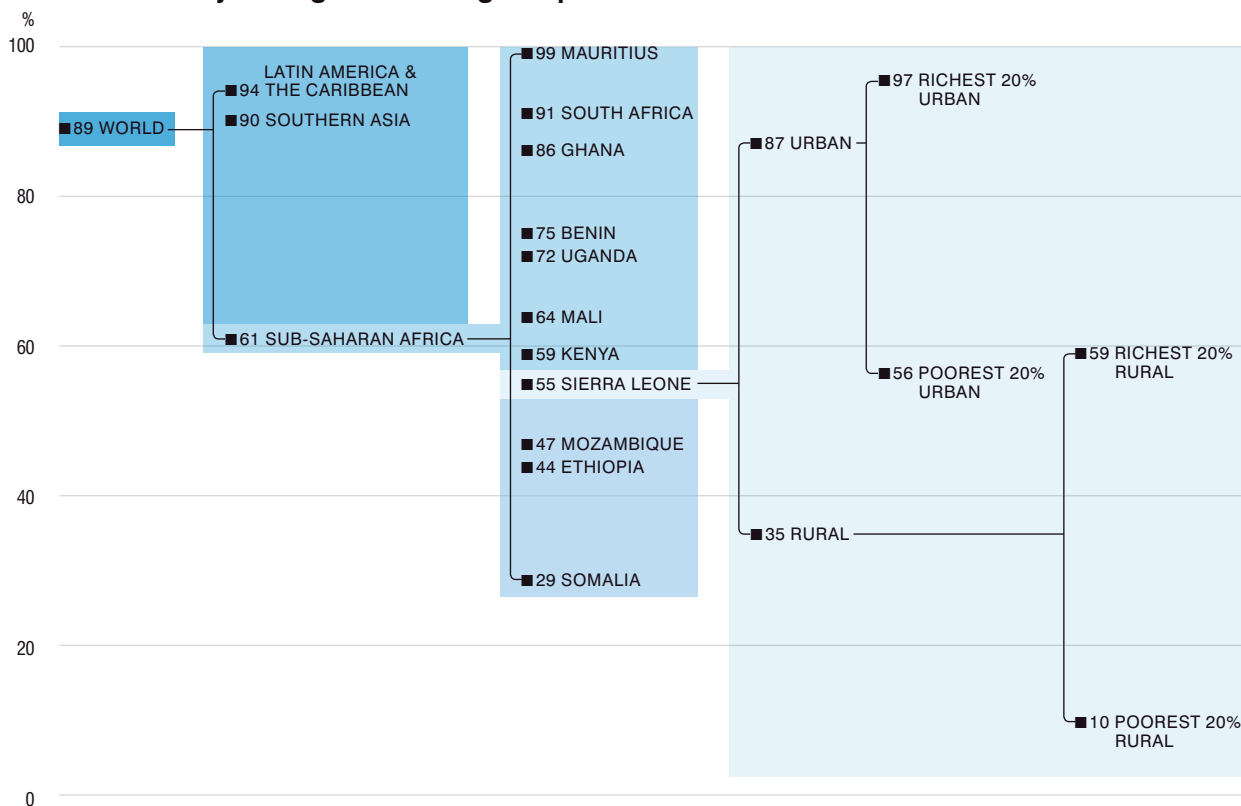 %
100
80
60
40
20
0
89 WORLD
LATIN AMERICA &
94 THE CARIBBEAN
90 SOUTHERN ASIA
61 SUB-SAHARAN AFRICA
99 MAURITIUS
91 SOUTH AFRICA
86 GHANA
75 BENIN
72 UGANDA
64 MALI
59 KENYA
55 SIERRA LEONE
47 MOZAMBIQUE
44 ETHIOPIA
29 SOMALIA
87 URBAN
35 RURAL
97 RICHEST 20%
URBAN
56 POOREST 20%
URBAN
59 RICHEST 20%
RURAL
10 POOREST 20%
RURAL